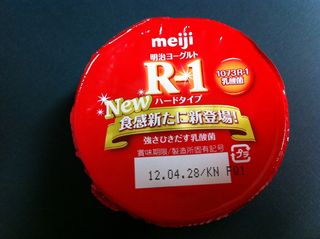 meiji
明治ヨーグルト
R-1
1073R-1
乳酸菌
ハードタイプ
New
食感新たに新登場!
強さひきだす乳酸菌
賞味期限/製造所固有記号
プラ
12.04.28/KN